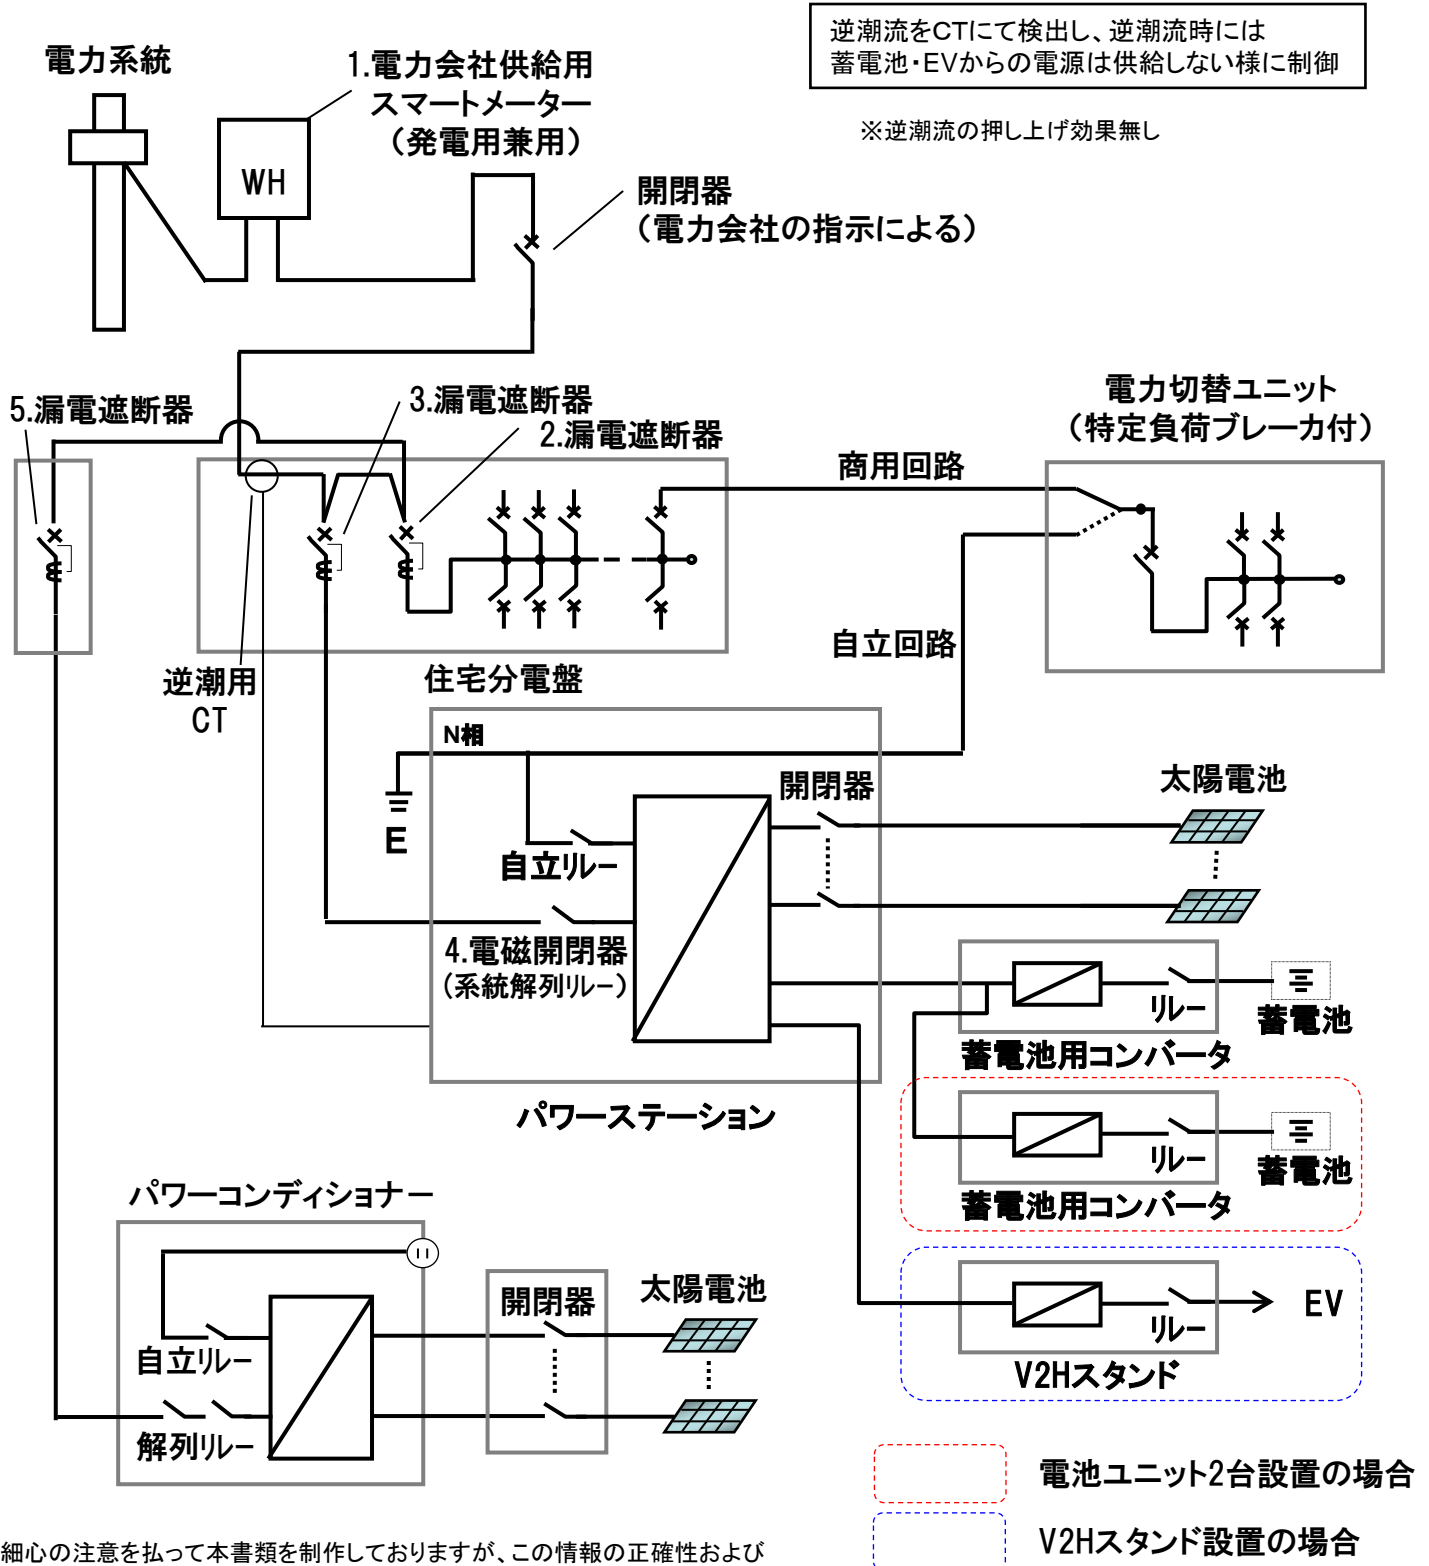 逆潮流をCTにて検出し、逆潮流時には
蓄電池・EVからの電源は供給しない様に制御
※逆潮流の押し上げ効果無し
電力系統
1.電力会社供給用
スマートメーター
（発電用兼用）
WH
開閉器
（電力会社の指示による）
5.漏電遮断器
3.漏電遮断器
2.漏電遮断器
電力切替ユニット
（特定負荷ブレーカ付）
商用回路
自立回路
逆潮用
CT
住宅分電盤
N相
E
自立リレー
開閉器
太陽電池
4.電磁開閉器
（系統解列リレー）
リレー
蓄電池
蓄電池用コンバータ
パワーステーション
リレー
蓄電池
蓄電池用コンバータ
パワーコンディショナー
自立リレー
解列リレー
開閉器
太陽電池
リレー
EV
V2Hスタンド
電池ユニット2台設置の場合
V2Hスタンド設置の場合
細心の注意を払って本書類を制作しておりますが、この情報の正確性および